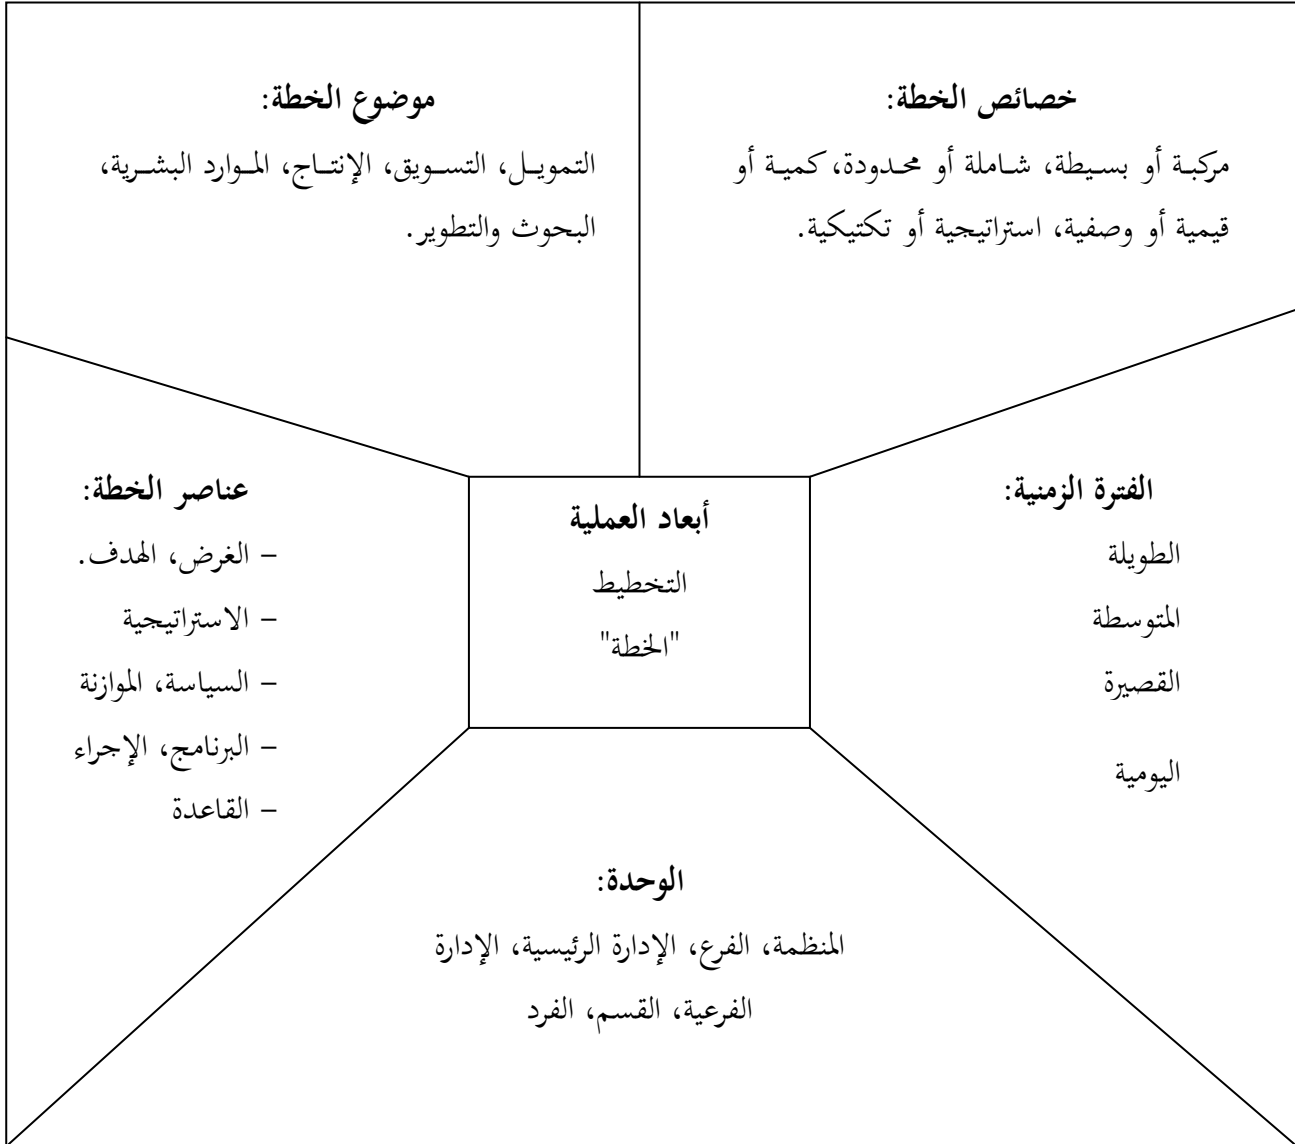 خصائص الخطة:
مركبة أو بسيطة، شاملة أو محدودة، كمية أو
قيمية أو وصفية، استراتيجية أو تكتيكية.
موضوع الخطة:
التمويل، التسويق، الإنتاج، الموارد البشرية،
البحوث والتطوير.
الفترة الزمنية:
الطويلة
المتوسطة
القصيرة
اليومية
أبعاد العملية
التخطيط
"الخطة"
عناصر الخطة:
– الغرض، الهدف.
– الاستراتيجية
– السياسة، الموازنة
– البرنامج، الإجراء
– القاعدة
الوحدة:
المنظمة، الفرع، الإدارة الرئيسية، الإدارة
الفرعية، القسم، الفرد